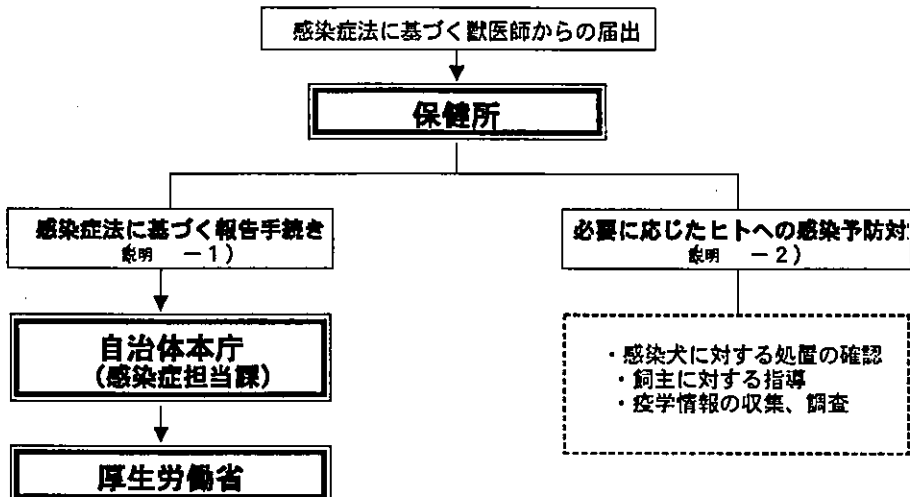 感染症法に基づく獣医師からの届出
保健所
感染症法に基づく報告手続き
説明 －1）
必要に応じたヒトへの感染予防対
説明 －2）
自治体本庁
（感染症担当課）
・感染犬に対する処置の確認
・飼主に対する指導
・疫学情報の収集、調査
厚生労働省